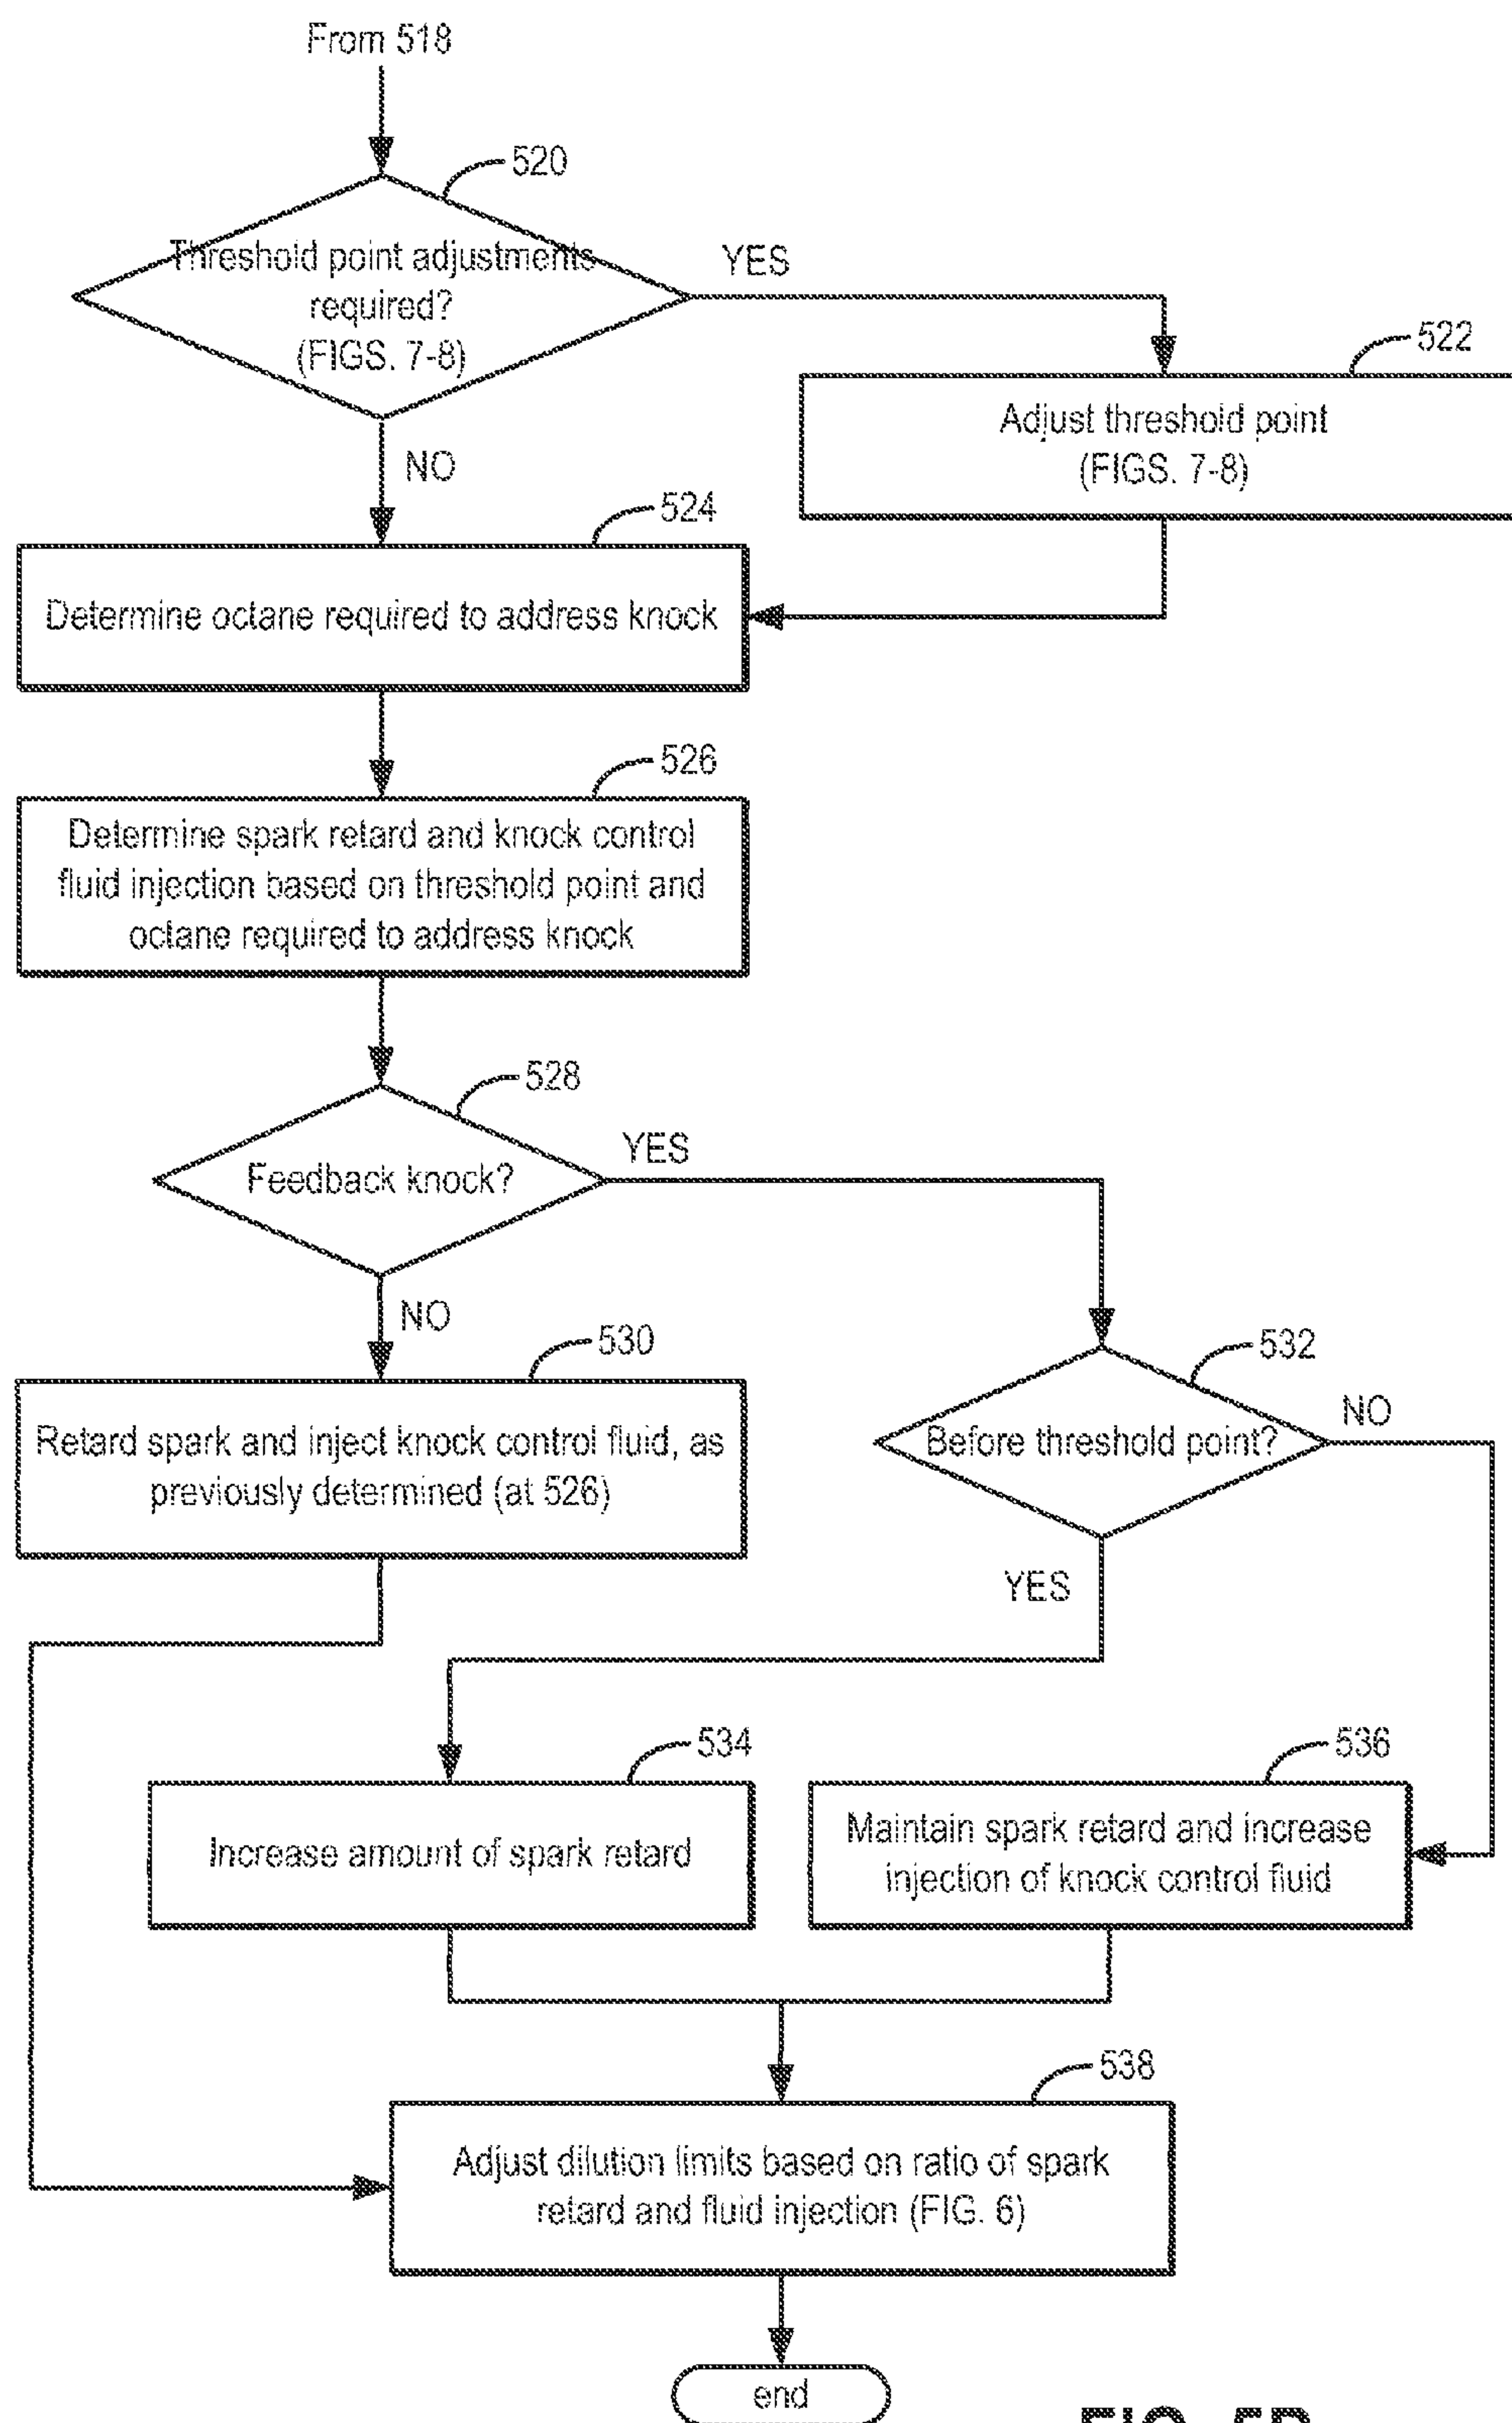 From 518
520
Threshold point adjustments
required?
(FIGS. 7-8)
YES
522
Adjust threshold point
(FIGS. 7-8)
NO
524
Determine octane required to address knock
526
Determine spark retard and knock control
fluid injection based on threshold point and
octane required to address knock
528
Feedback knock?
YES
NO
530
Retard spark and inject knock control fluid, as
previously determined (at 526)
532
Before threshold point?
NO
YES
534
Increase amount of spark retard
536
Maintain spark retard and increase
injection of knock control fluid
538
Adjust dilution limits based on ratio of spark
retard and fluid injection (FIG. 6)
end